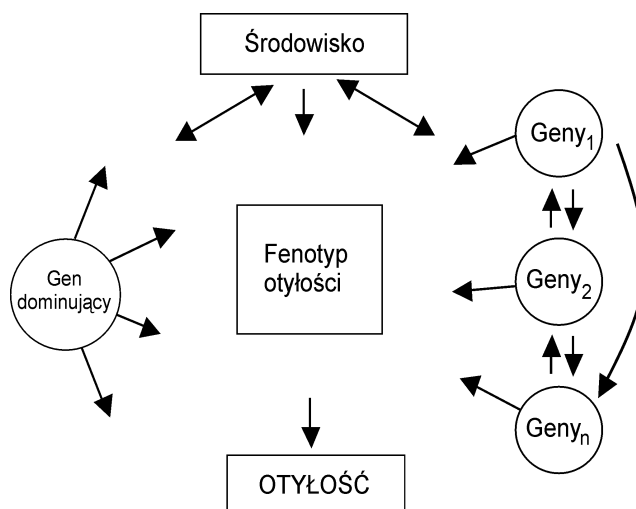 Środowisko
Geny1
Gen
dominujący
Fenotyp
otyłości
Geny2
Genyn
OTYŁOŚĆ